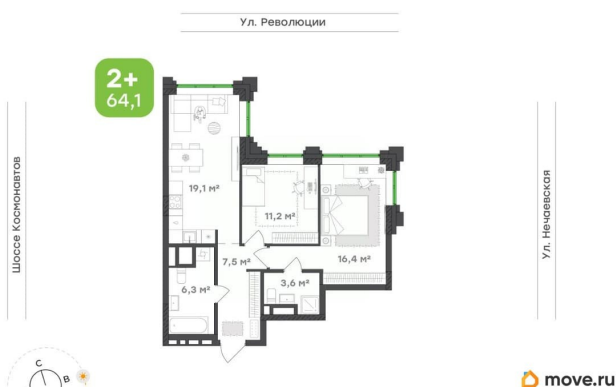 Ул. Революции
2+
64,1
Шоссе Космонавтов
19,1 м²
11,2 м²
16,4 м²
7,5 м²
6,3 м²
3,6 м²
Ул. Нечаевская
С
В
move.ru